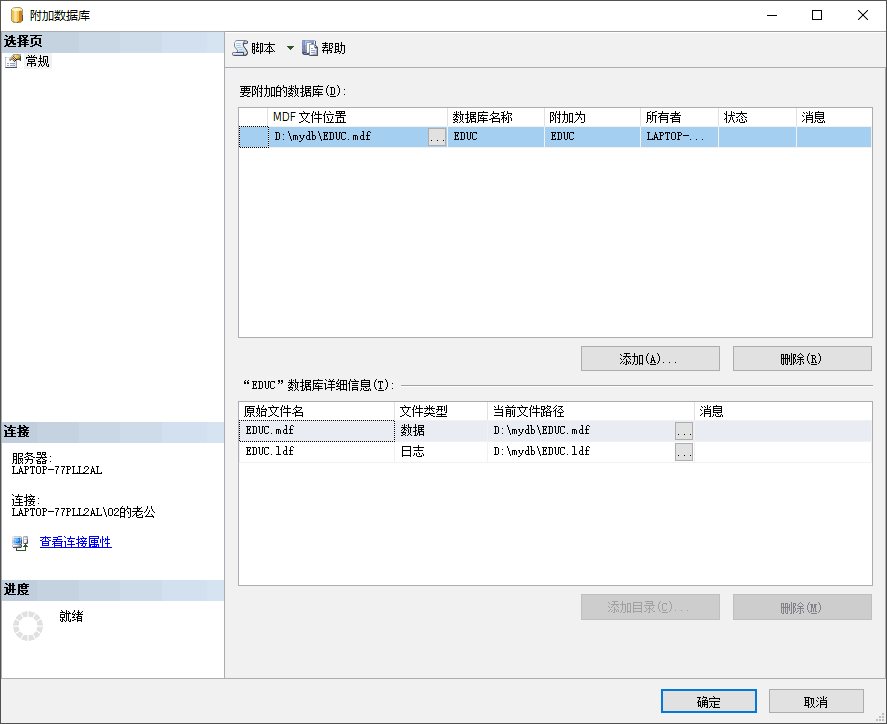 附加数据库
选择页
常规
脚本 帮助
要附加的数据库(D):
MDF 文件位置 数据库名称 附加为 所有者 状态 消息
D:\mydb\EDUC.mdf ... EDUC EDUC LAPTOP-...
添加(A)... 删除(R)
“EDUC”数据库详细信息(T):
原始文件名 文件类型 当前文件路径 消息
EDUC.mdf 数据 D:\mydb\EDUC.mdf ...
EDUC.ldf 日志 D:\mydb\EDUC.ldf ...
添加目录(C)... 删除(M)
连接
服务器:
LAPTOP-77PLL2AL
连接:
LAPTOP-77PLL2AL\02的老公
查看连接属性
进度
就绪
确定 取消